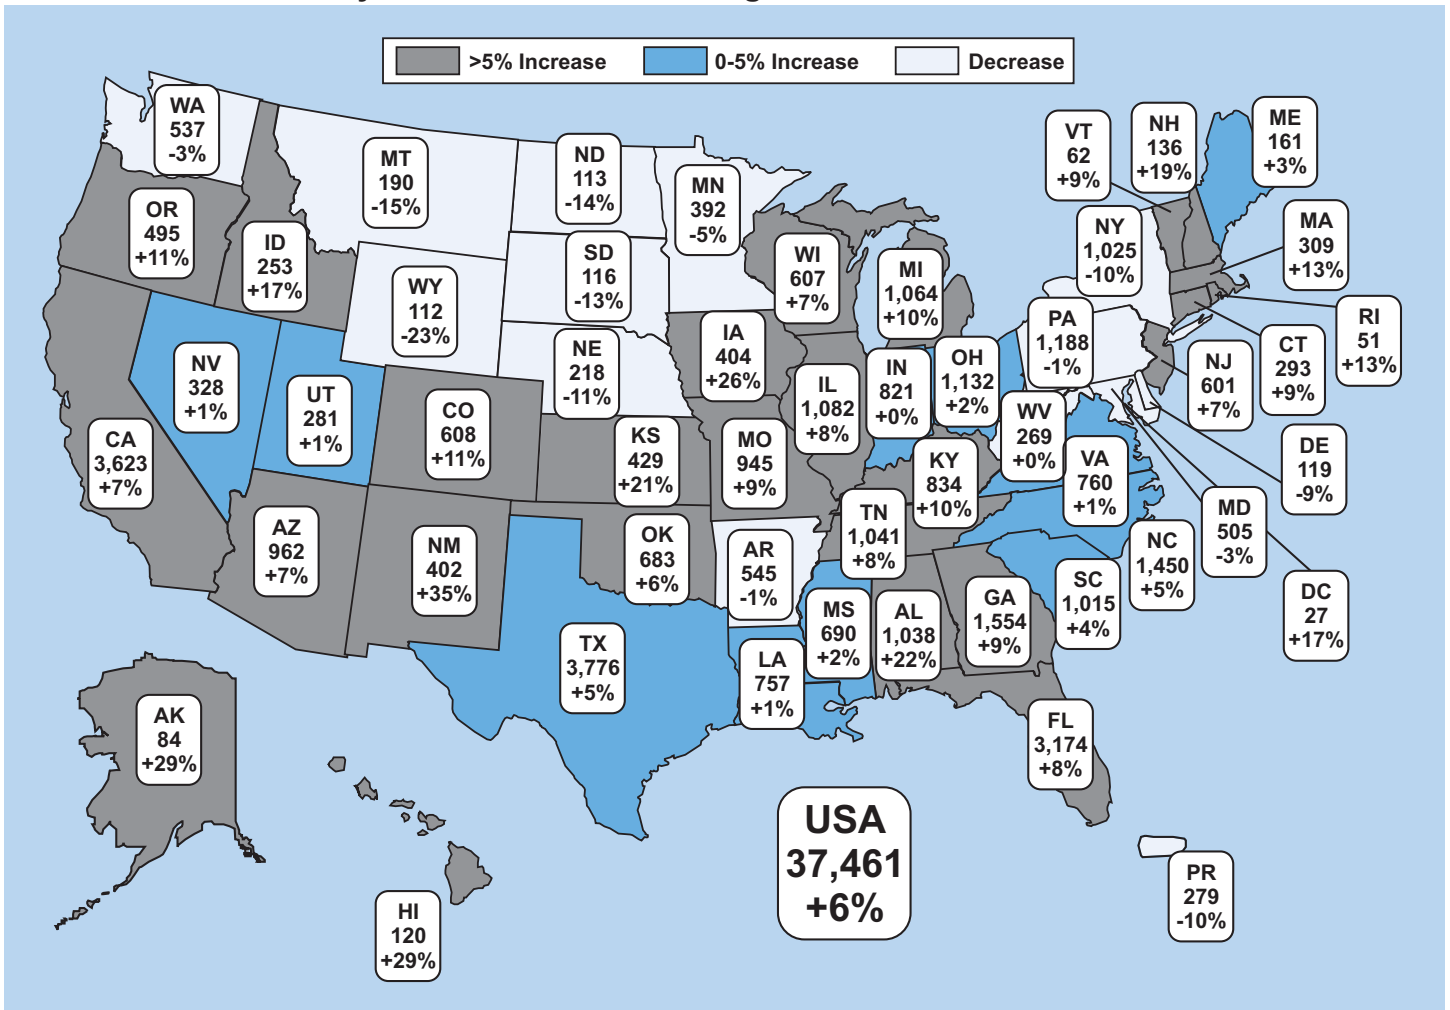 >5% Increase
0-5% Increase
Decrease
WA
537
-3%
MT
190
-15%
ND
113
-14%
MN
392
-5%
VT
62
+9%
NH
136
+19%
ME
161
+3%
OR
495
+11%
ID
253
+17%
WY
112
-23%
SD
116
-13%
WI
607
+7%
MI
1,064
+10%
NY
1,025
-10%
MA
309
+13%
RI
51
+13%
NV
328
+1%
UT
281
+1%
NE
218
-11%
IA
404
+26%
IL
1,082
+8%
IN
821
+0%
OH
1,132
+2%
PA
1,188
-1%
NJ
601
+7%
CT
293
+9%
CA
3,623
+7%
CO
608
+11%
KS
429
+21%
MO
945
+9%
KY
834
+10%
WV
269
+0%
VA
760
+1%
DE
119
-9%
MD
505
-3%
AZ
962
+7%
NM
402
+35%
OK
683
+6%
AR
545
-1%
TN
1,041
+8%
NC
1,450
+5%
SC
1,015
+4%
DC
27
+17%
TX
3,776
+5%
LA
757
+1%
MS
690
+2%
AL
1,038
+22%
GA
1,554
+9%
FL
3,174
+8%
AK
84
+29%
HI
120
+29%
USA
37,461
+6%
PR
279
-10%